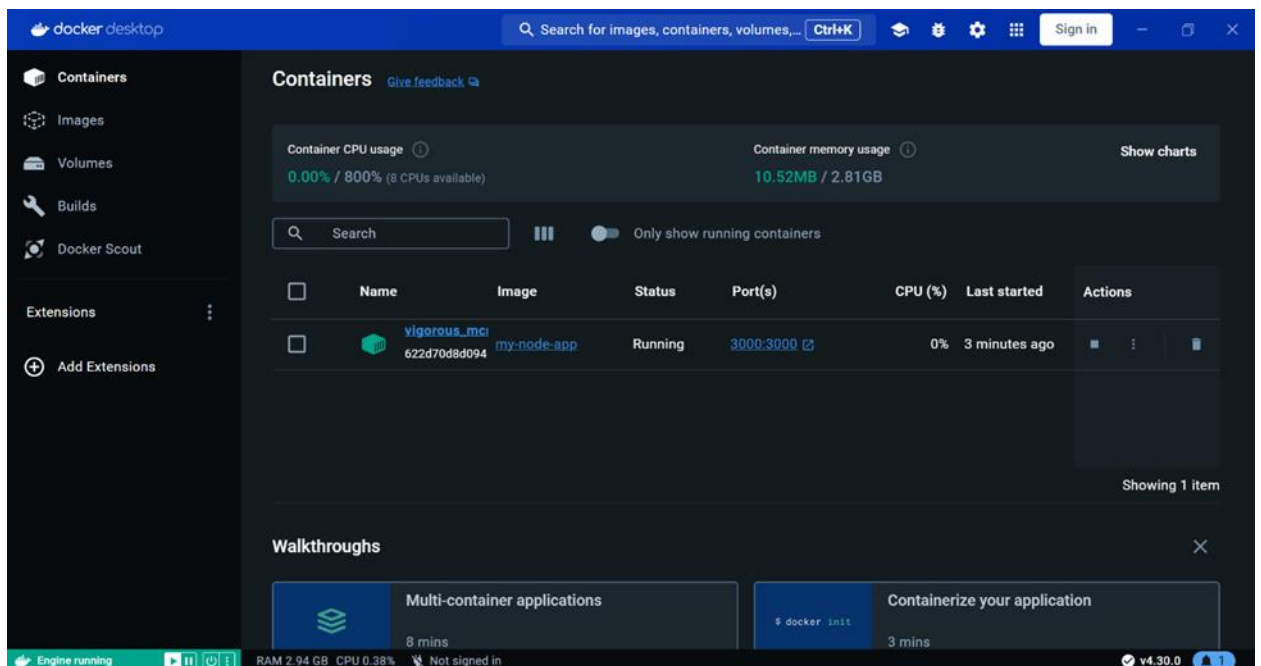 docker desktop
Search for images, containers, volumes,... Ctrl+K
Sign in
Containers
Images
Volumes
Builds
Docker Scout
Extensions
Add Extensions
Containers Give feedback
Container CPU usage
0.00% / 800% (8 CPUs available)
Container memory usage
10.52MB / 2.81GB
Show charts
Search
Only show running containers
Name Image Status Port(s) CPU (%) Last started Actions
vigorous_mc
622d70d8d094 my-node-app Running 3000:3000 0% 3 minutes ago
Showing 1 item
Walkthroughs
Multi-container applications
8 mins
$ docker init
Containerize your application
3 mins
Engine running RAM 2.94 GB CPU 0.38% Not signed in v4.30.0 1